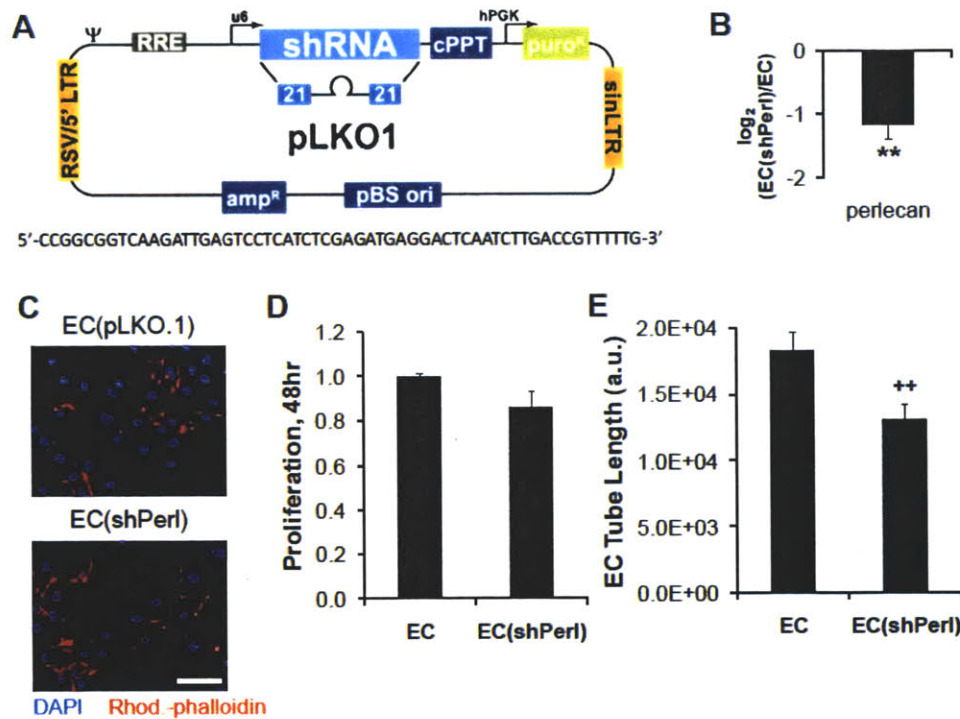 A
Ψ
RRE
u6
shRNA
cPPT
hPGK
puroR
21
21
RSV/5' LTR
pLKO1
sinLTR
ampR
pBS ori
5'-CCGGCGGTCAAGATTGAGTCCTCATCTCGAGATGAGGACTCAATCTTGACCGTTTTTG-3'
B
log2
(EC(shPerl)/EC)
0
-1
-2
**
perlecan
C
EC(pLKO.1)
EC(shPerl)
DAPI Rhod.-phalloidin
D
Proliferation, 48hr
1.2
1.0
0.8
0.6
0.4
0.2
0.0
EC
EC(shPerl)
E
EC Tube Length (a.u.)
2.0E+04
1.5E+04
1.0E+04
5.0E+03
0.0E+00
++
EC
EC(shPerl)